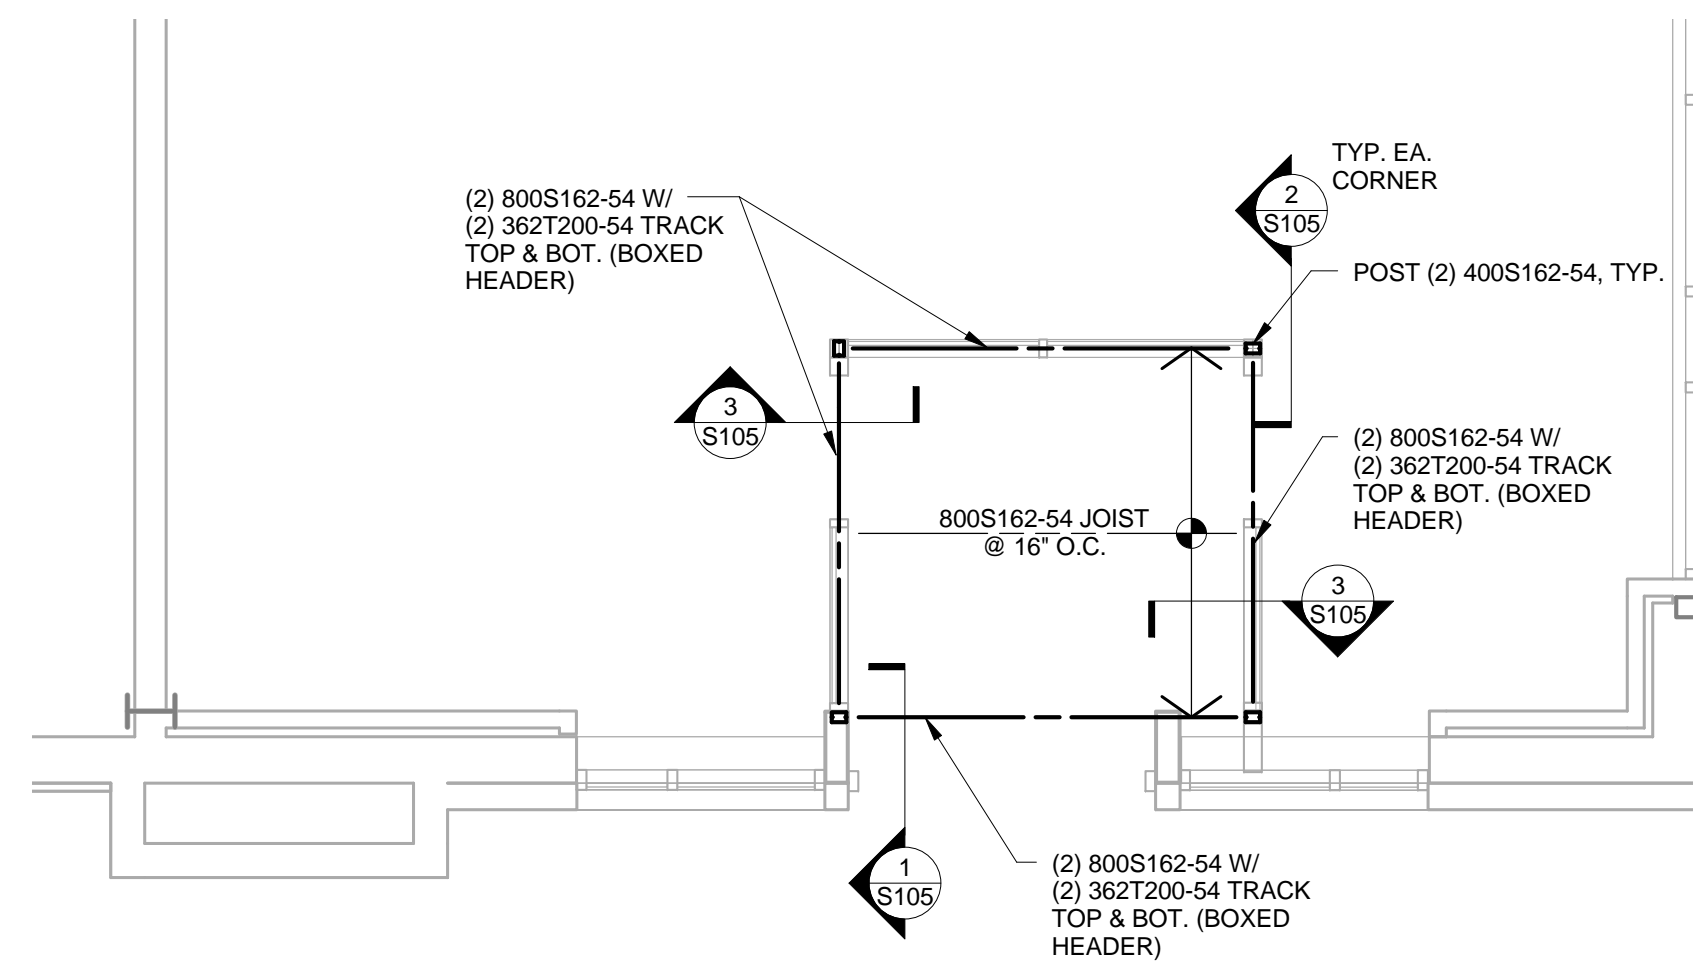 TYP. EA.
CORNER
2
S105
(2) 800S162-54 W/
(2) 362T200-54 TRACK
TOP & BOT. (BOXED
HEADER)
POST (2) 400S162-54, TYP.
3
S105
(2) 800S162-54 W/
(2) 362T200-54 TRACK
TOP & BOT. (BOXED
HEADER)
800S162-54 JOIST
@ 16" O.C.
3
S105
1
S105
(2) 800S162-54 W/
(2) 362T200-54 TRACK
TOP & BOT. (BOXED
HEADER)